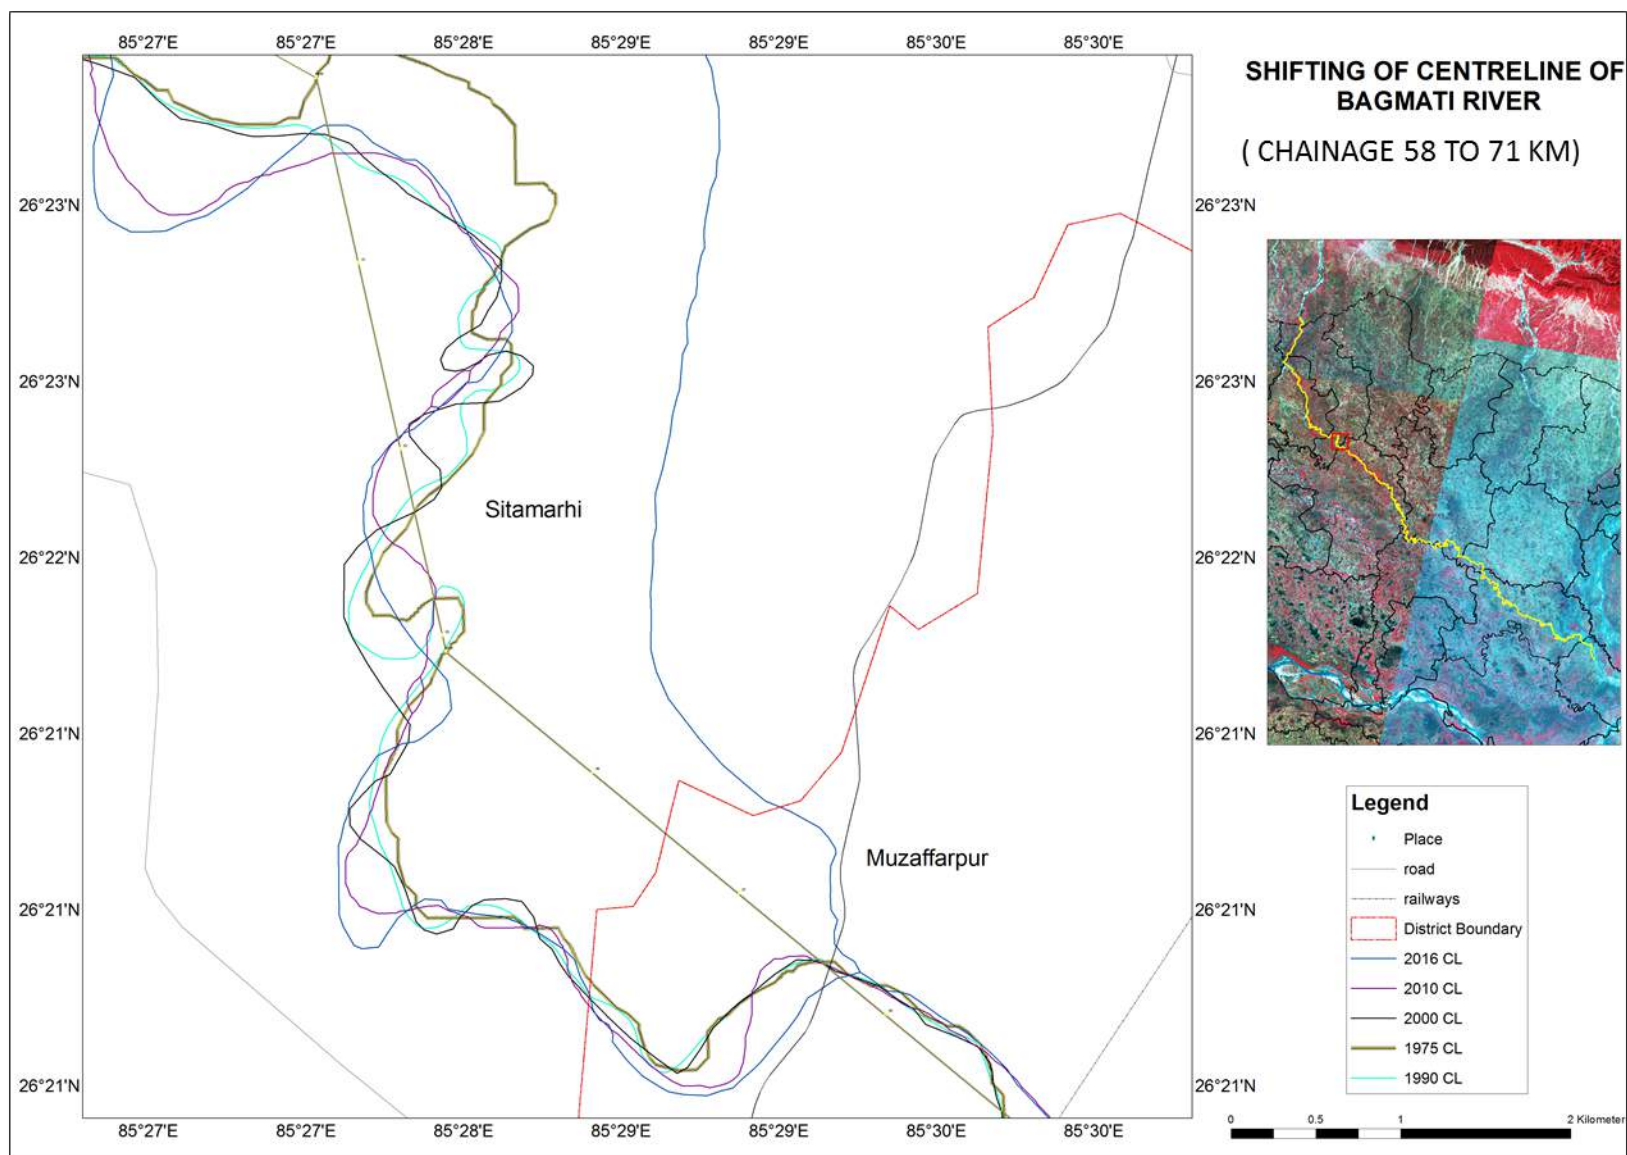 85°27'E 85°27'E 85°28'E 85°29'E 85°29'E 85°30'E 85°30'E
SHIFTING OF CENTRELINE OF
BAGMATI RIVER
( CHAINAGE 58 TO 71 KM)
26°23'N 26°23'N
26°23'N 26°23'N
Sitamarhi
26°22'N 26°22'N
26°21'N 26°21'N
Muzaffarpur
26°21'N 26°21'N
26°21'N 26°21'N
85°27'E 85°27'E 85°28'E 85°29'E 85°29'E 85°30'E 85°30'E
Legend
Place
road
railways
District Boundary
2016 CL
2010 CL
2000 CL
1975 CL
1990 CL
0 0.5 1 2 Kilometer